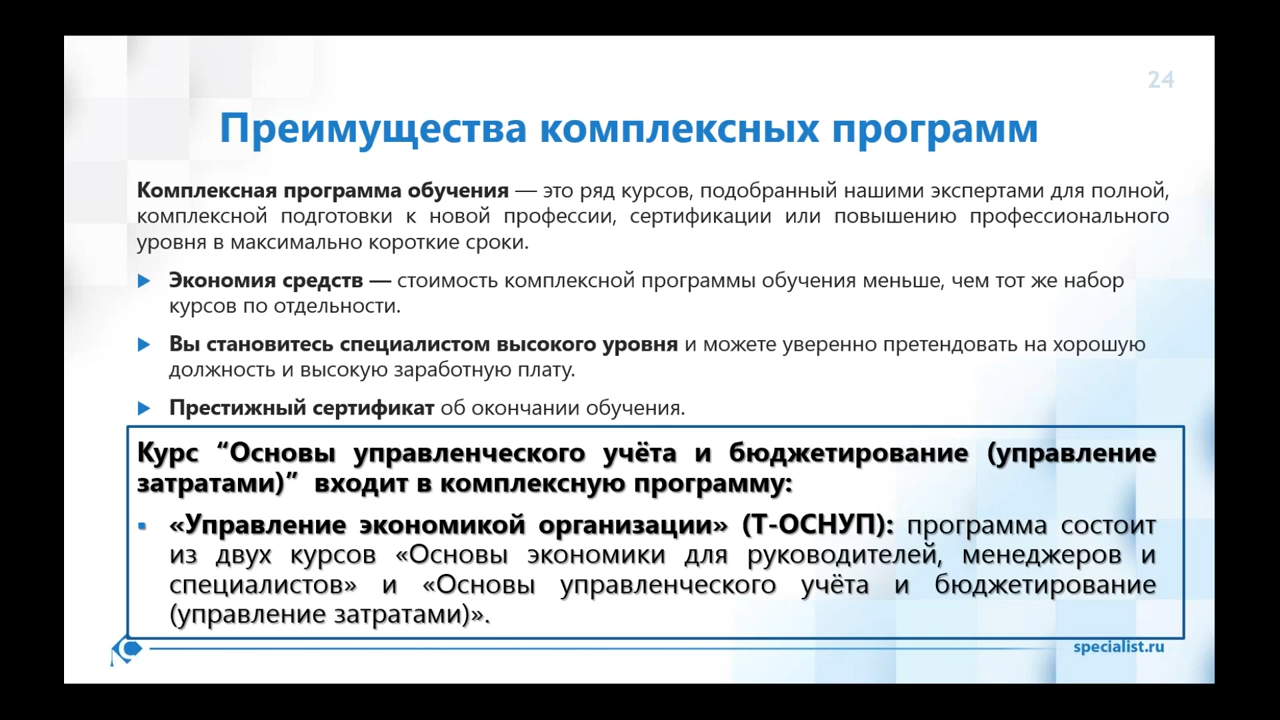 24
Преимущества комплексных программ
Комплексная программа обучения — это ряд курсов, подобранный нашими экспертами для полной,
комплексной подготовки к новой профессии, сертификации или повышению профессионального
уровня в максимально короткие сроки.
Экономия средств — стоимость комплексной программы обучения меньше, чем тот же набор
курсов по отдельности.
Вы становитесь специалистом высокого уровня и можете уверенно претендовать на хорошую
должность и высокую заработную плату.
Престижный сертификат об окончании обучения.
Курс “Основы управленческого учёта и бюджетирование (управление
затратами)” входит в комплексную программу:
«Управление экономикой организации» (Т-ОСНУП): программа состоит
из двух курсов «Основы экономики для руководителей, менеджеров и
специалистов» и «Основы управленческого учёта и бюджетирование
(управление затратами)».
specialist.ru